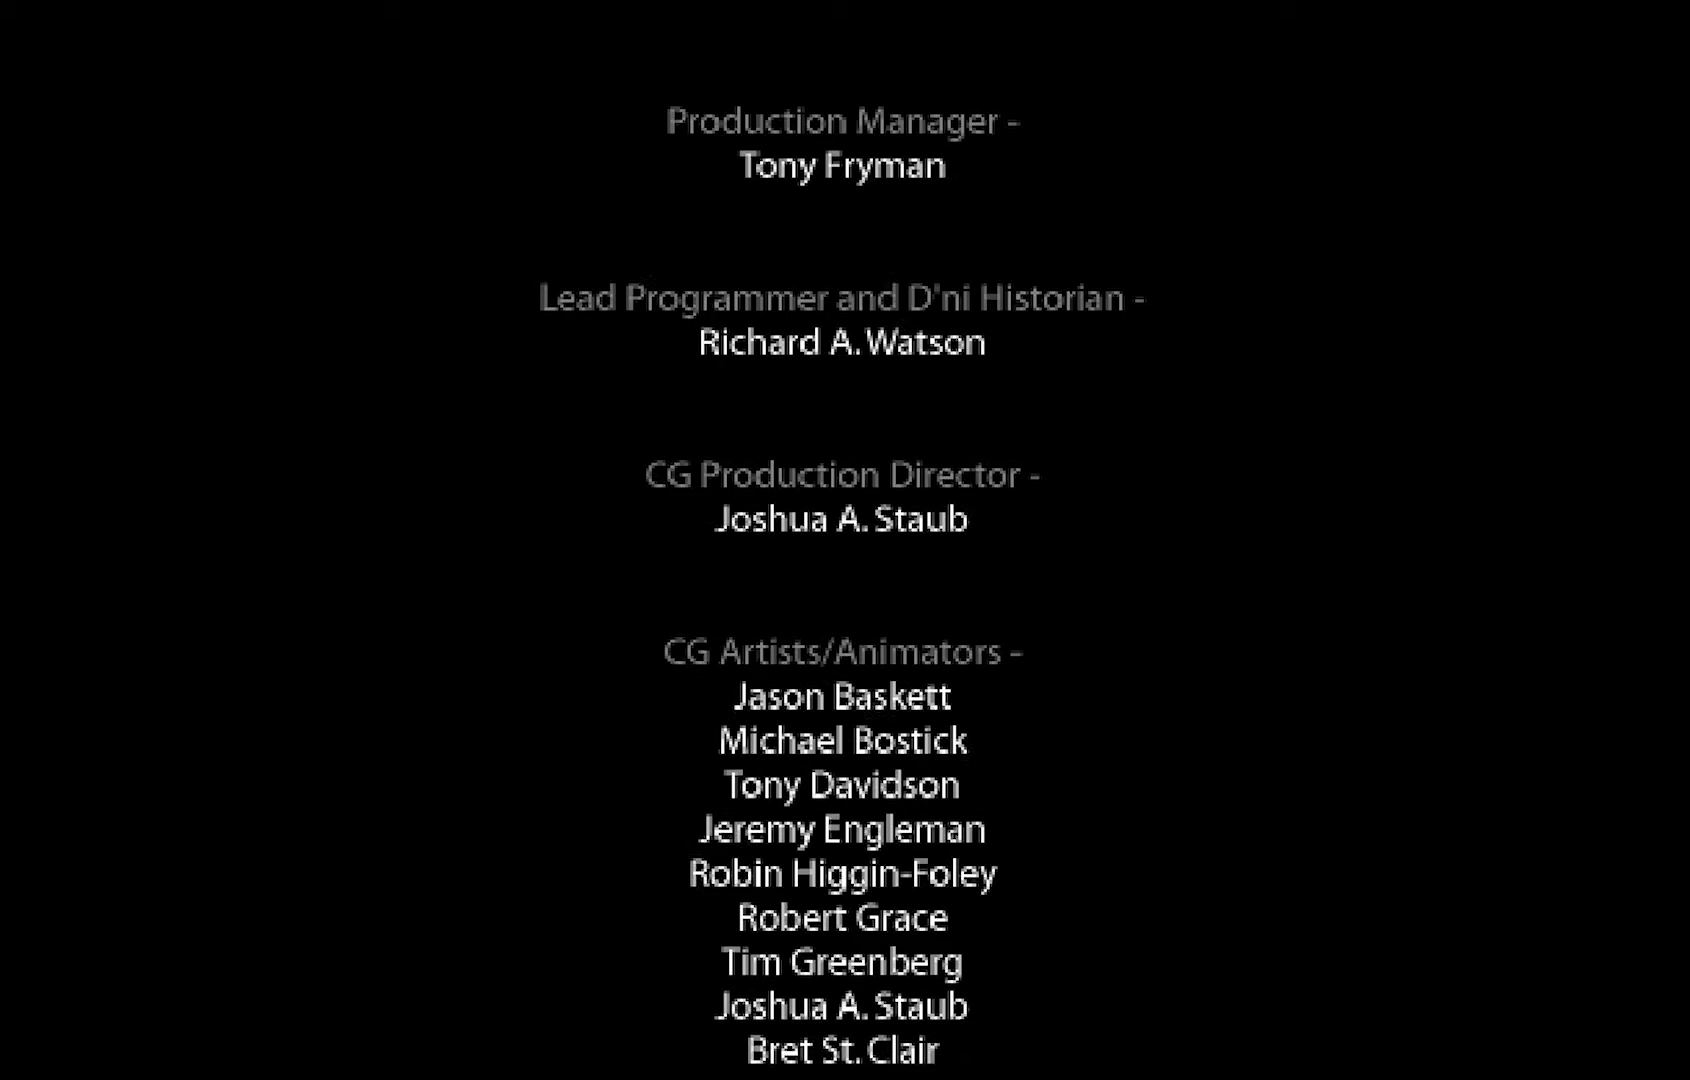 Production Manager -
Tony Fryman
Lead Programmer and D'ni Historian -
Richard A. Watson
CG Production Director -
Joshua A. Staub
CG Artists/Animators -
Jason Baskett
Michael Bostick
Tony Davidson
Jeremy Engleman
Robin Higgin-Foley
Robert Grace
Tim Greenberg
Joshua A. Staub
Bret St. Clair